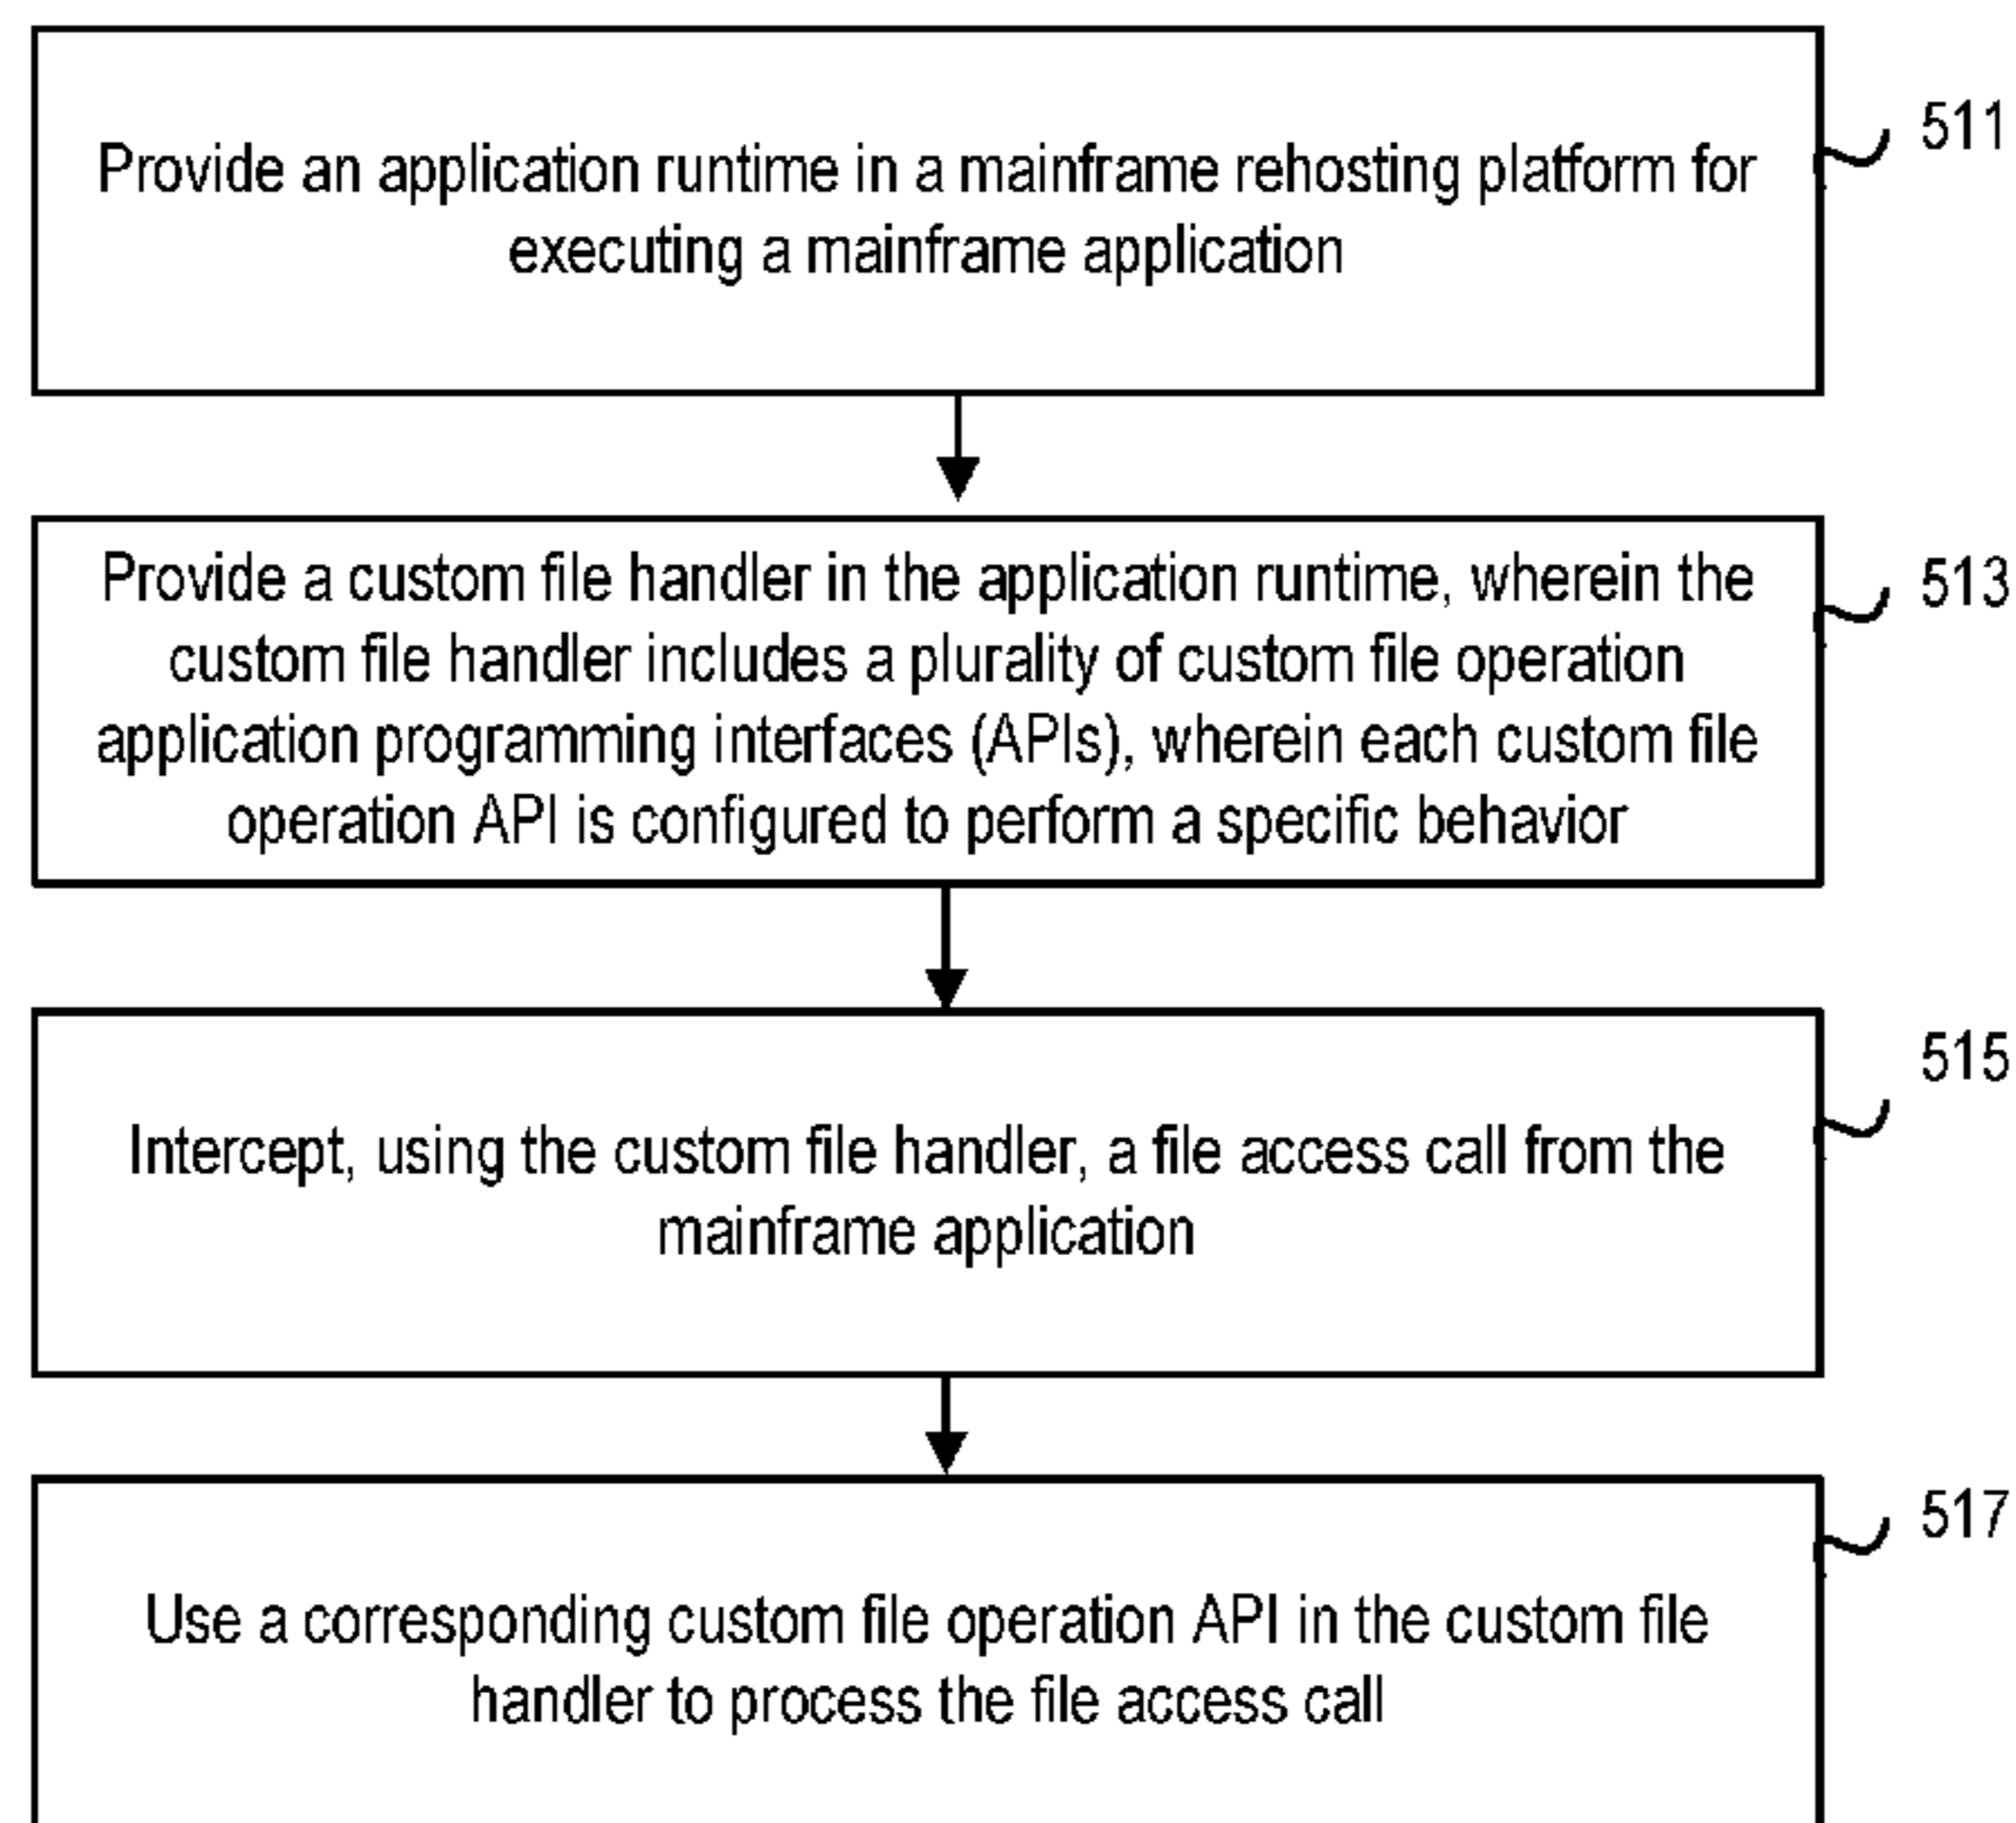 Provide an application runtime in a mainframe rehosting platform for
executing a mainframe application
511
Provide a custom file handler in the application runtime, wherein the
custom file handler includes a plurality of custom file operation
application programming interfaces (APIs), wherein each custom file
operation API is configured to perform a specific behavior
513
Intercept, using the custom file handler, a file access call from the
mainframe application
515
Use a corresponding custom file operation API in the custom file
handler to process the file access call
517